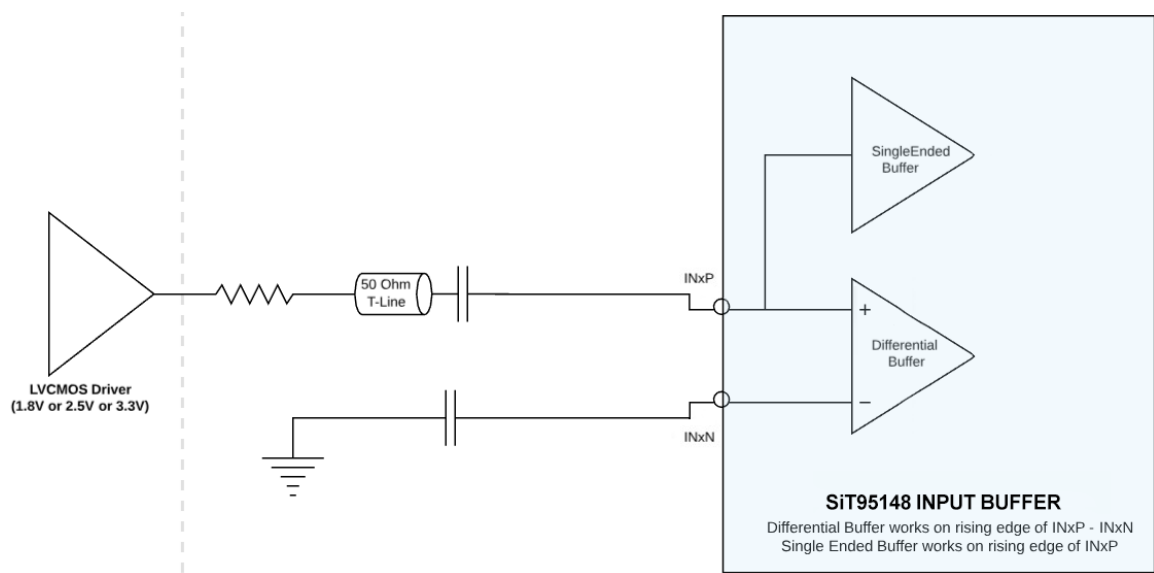 SingleEnded
Buffer
INxP
50 Ohm
T-Line
+
Differential
Buffer
−
LVCMOS Driver
(1.8V or 2.5V or 3.3V)
INxN
SiT95148 INPUT BUFFER
Differential Buffer works on rising edge of INxP - INxN
Single Ended Buffer works on rising edge of INxP